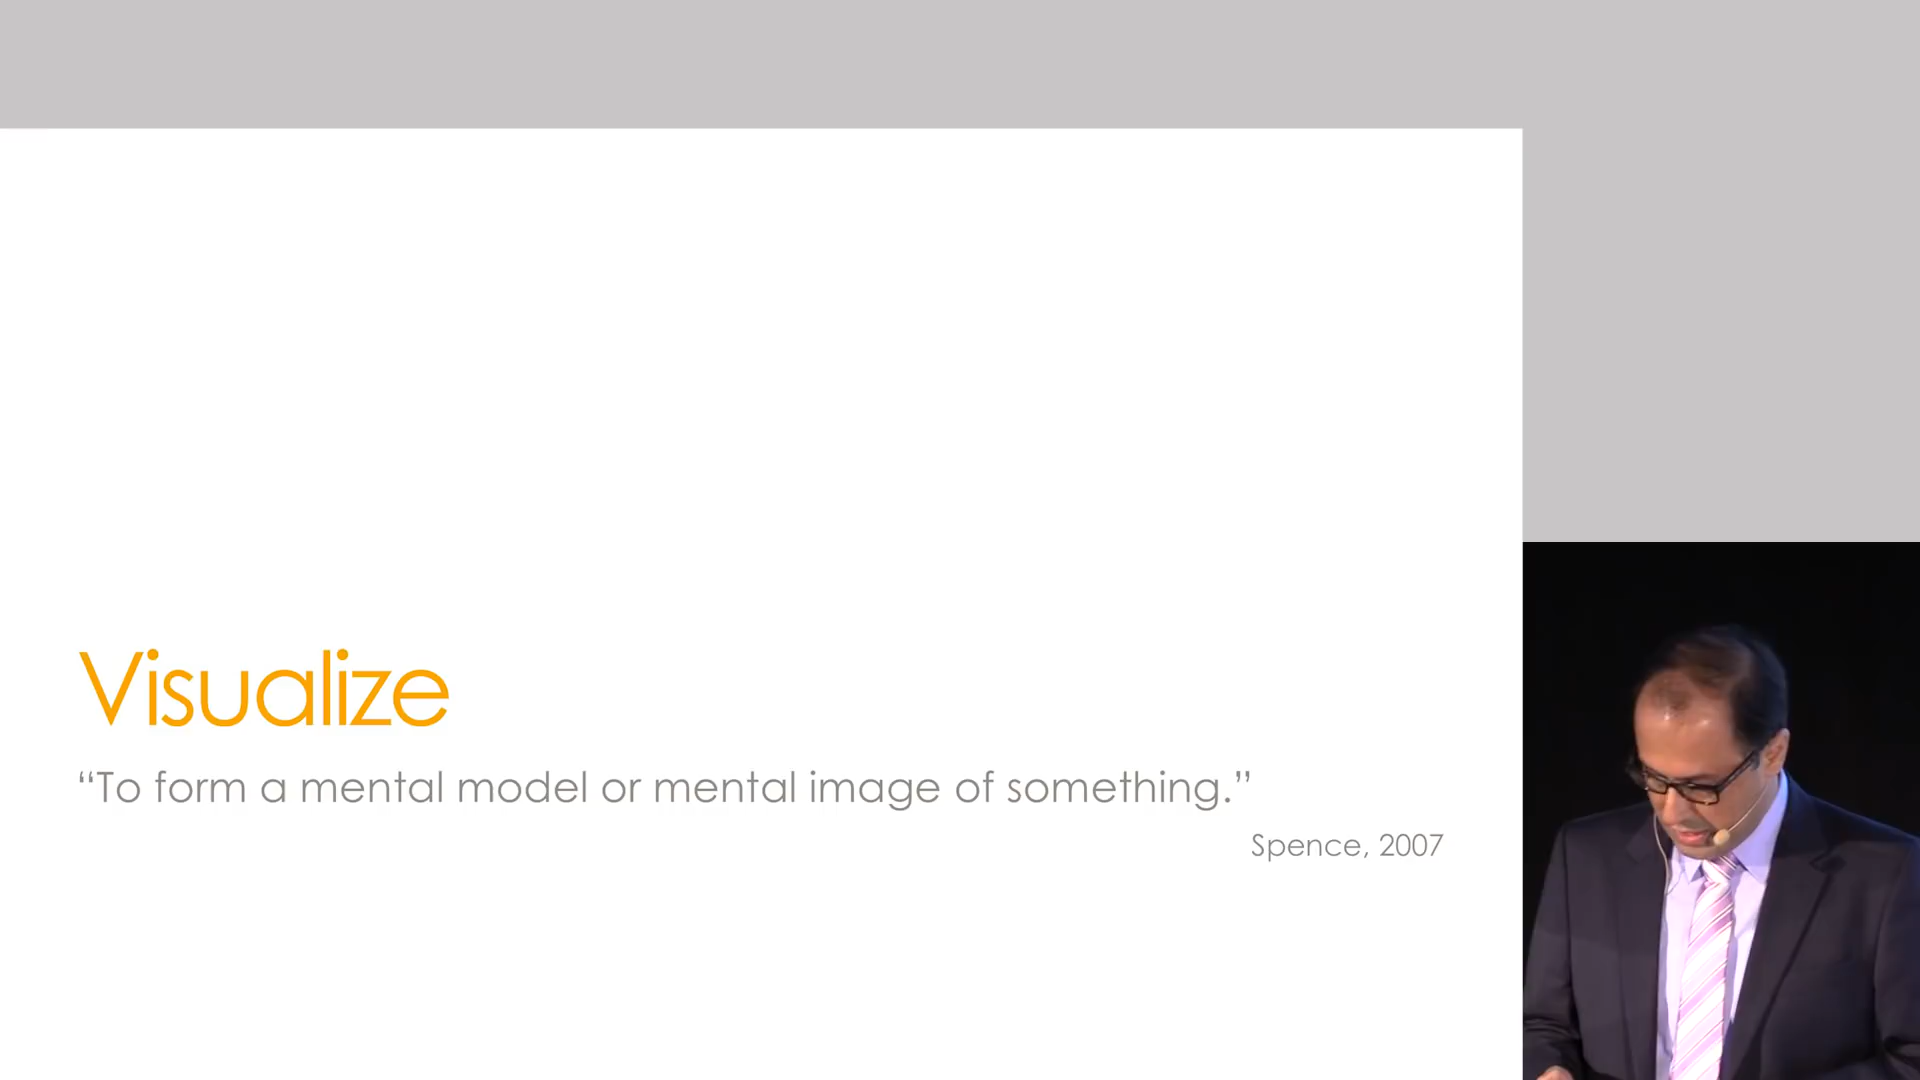 Visualize
“To form a mental model or mental image of something.”
Spence, 2007